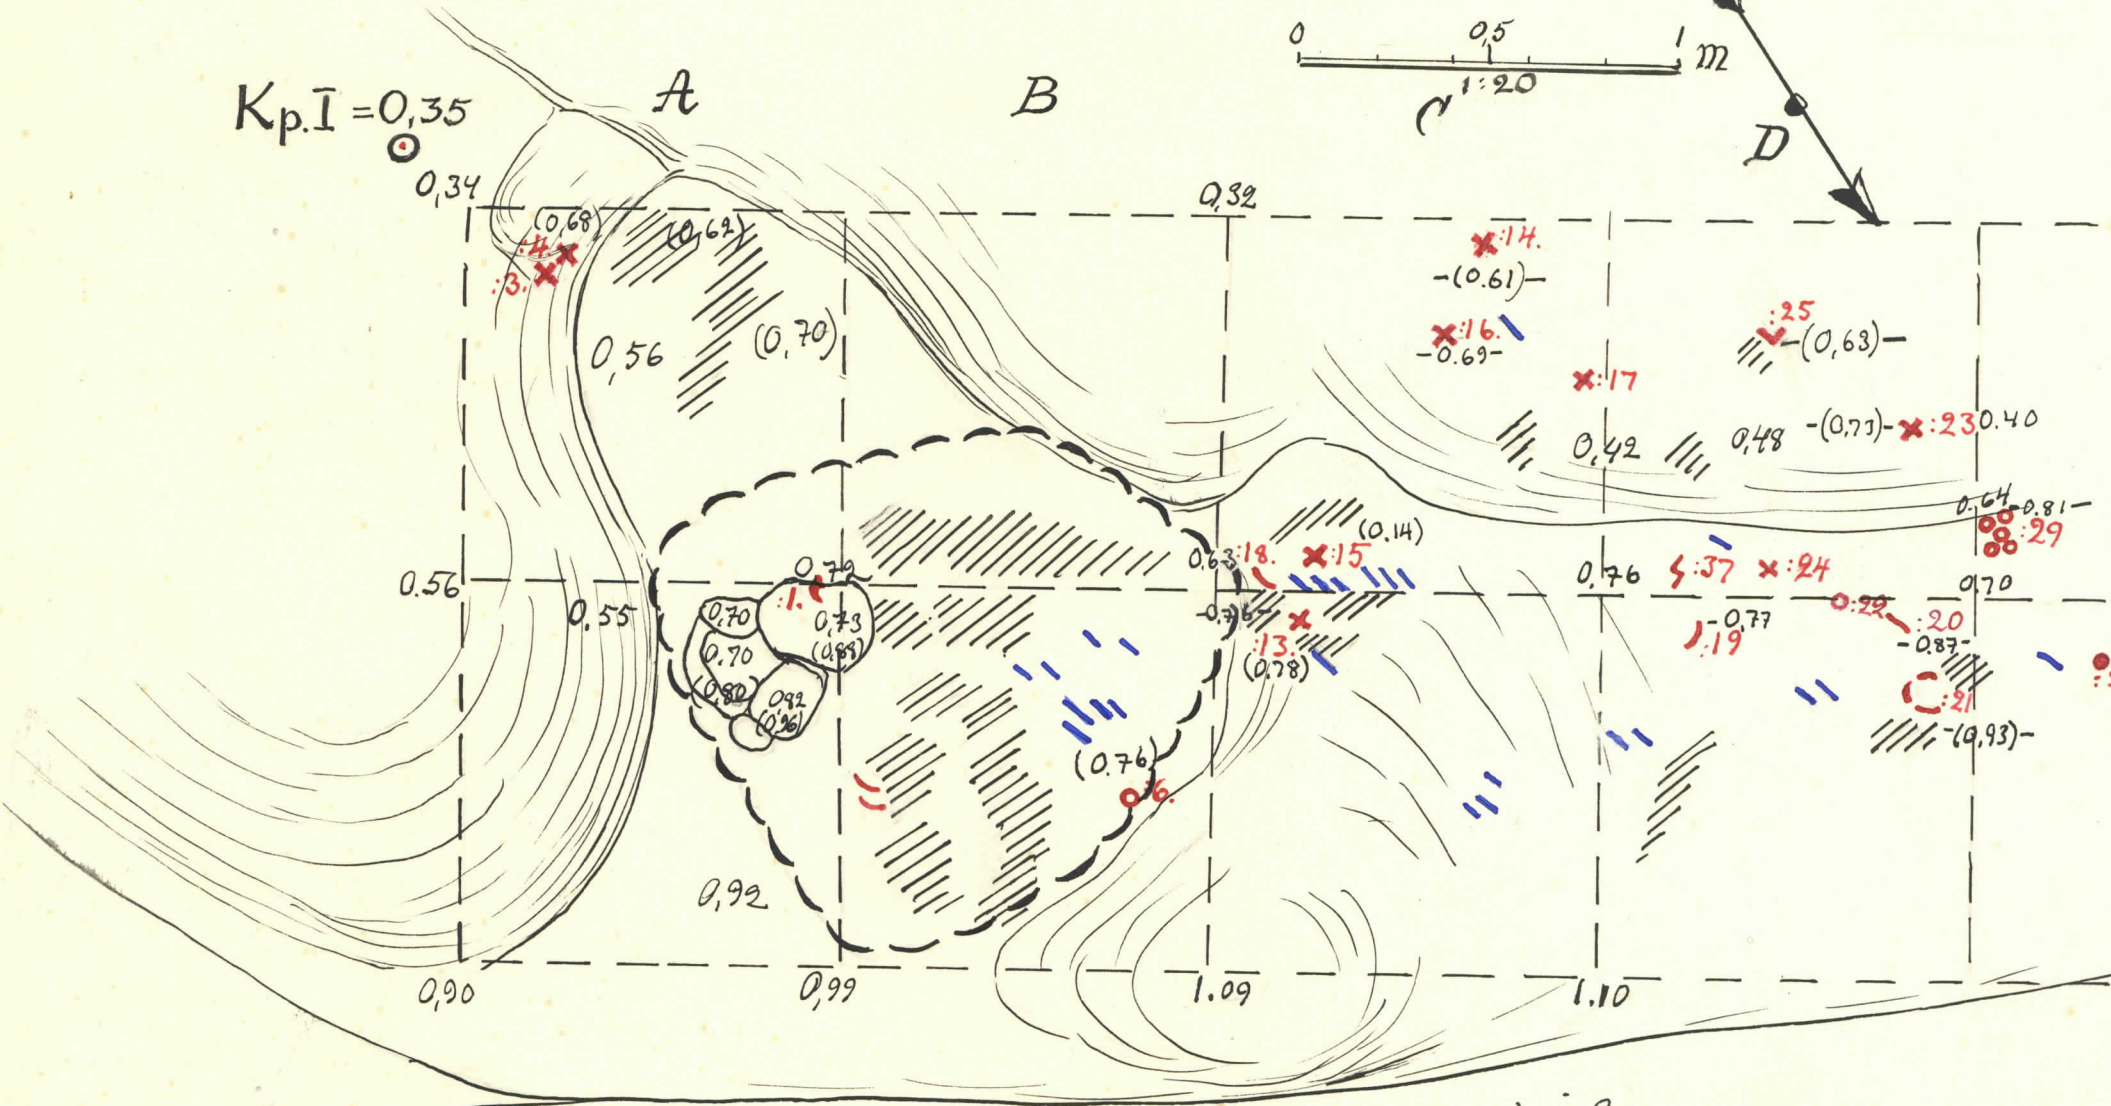 0 0,5 1 m
1:20
A B C D
Kp.I =0,35
0,34 0,32
(0,68) (0,62)
:4.
:3.
:14.
-(0.61)-
:16.
-0.69-
:25
-(0,63)-
0,56 (0,70)
:17
-(0,73)- :23 0.40
0,42 0,48
0.64 -0.81-
:29
(0.14)
0.63 :18. :15
0.56 0,79 0,76 :37 :24 0,70
:1.
0.55 0,70 0,73 -0,76- :22 :20
-0,77
0,70 (0,88) :13. :19 -0.87-
(0,78)
(0,80) 0,82 :21
(0,96) -(0,93)-
(0.76)
:6.
0,92
0,90 0,99 1.09 1.10